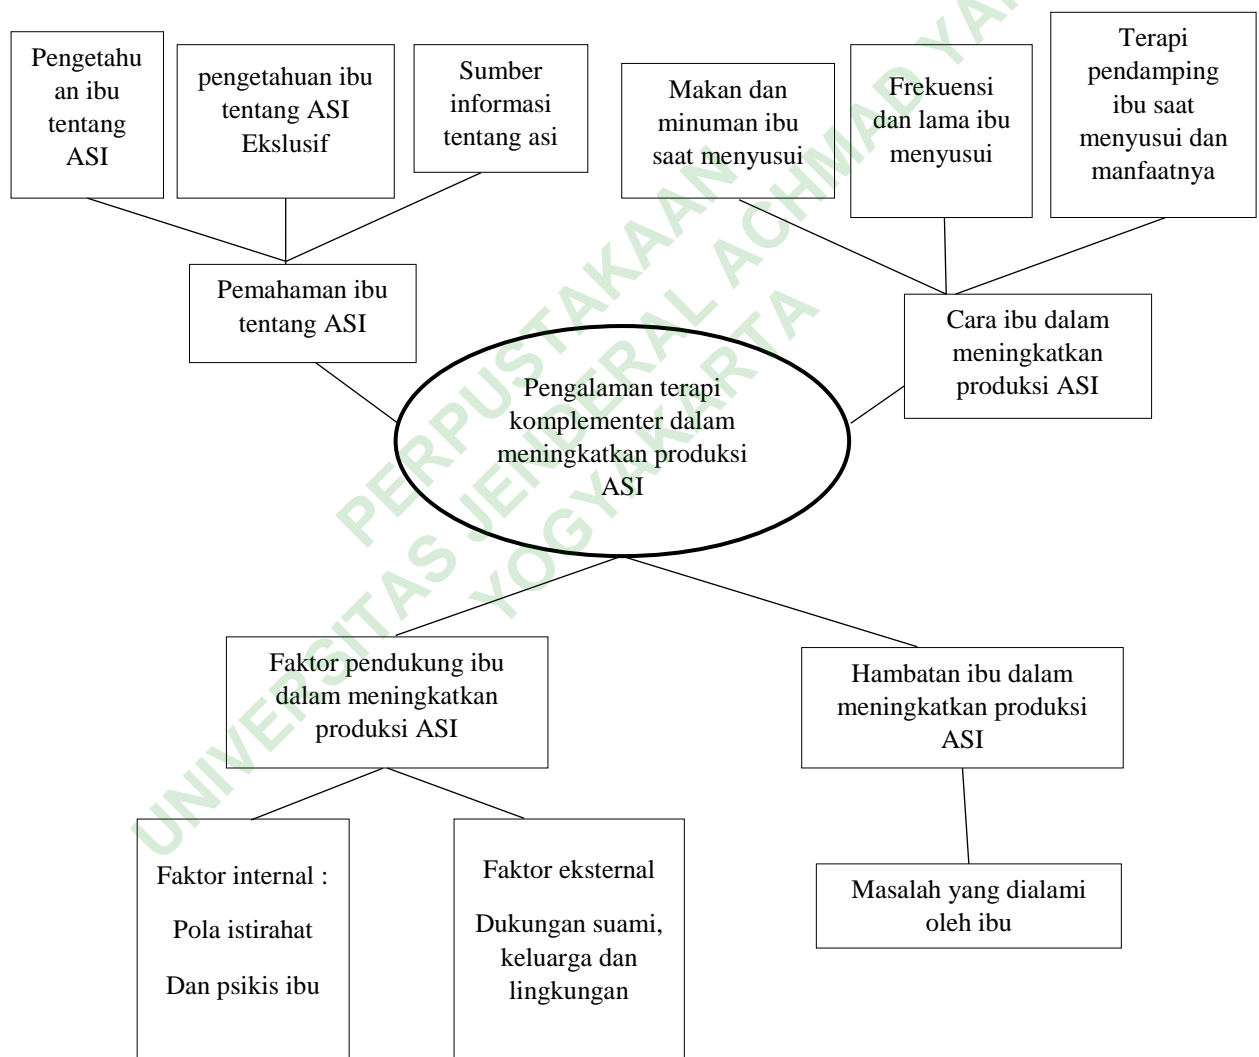 Pengetahu
an ibu
tentang
ASI
pengetahuan ibu
tentang ASI
Ekslusif
Sumber
informasi
tentang asi
Makan dan
minuman ibu
saat menyusui
Frekuensi
dan lama ibu
menyusui
Terapi
pendamping
ibu saat
menyusui dan
manfaatnya
Pemahaman ibu
tentang ASI
Cara ibu dalam
meningkatkan
produksi ASI
Pengalaman terapi
komplementer dalam
meningkatkan produksi
ASI
Faktor pendukung ibu
dalam meningkatkan
produksi ASI
Hambatan ibu dalam
meningkatkan produksi
ASI
Faktor internal :
Pola istirahat
Dan psikis ibu
Faktor eksternal
Dukungan suami,
keluarga dan
lingkungan
Masalah yang dialami
oleh ibu
PERPUSTAKAAN
UNIVERSITAS JENDERAL ACHMAD YA
YOGYAKARTA